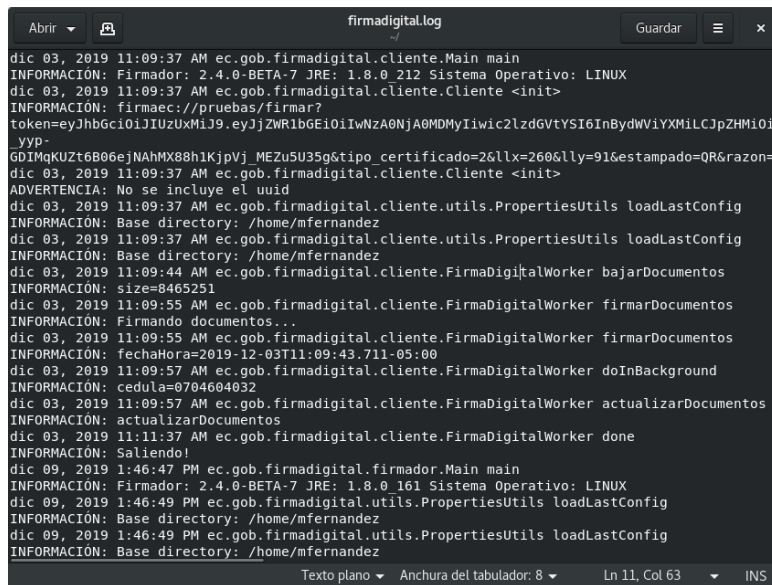 Abrir
firmadigital.log
~/
Guardar
dic 03, 2019 11:09:37 AM ec.gob.firmadigital.cliente.Main main
INFORMACIÓN: Firmador: 2.4.0-BETA-7 JRE: 1.8.0_212 Sistema Operativo: LINUX
dic 03, 2019 11:09:37 AM ec.gob.firmadigital.cliente.Cliente <init>
INFORMACIÓN: firmaec://pruebas/firmar?
token=eyJhbGciOiJIUzUxMiJ9.eyJjZWR1bGEiOiIwNzA0NjA0MDMyIiwic2lzdGVtYSI6InBydWViYXMiLCJpZHMiOi
_yyp-
GDIMqKUZt6B06ejNAhMX88h1KjpVj_MEZu5U35g&tipo_certificado=2&llx=260&lly=91&estampado=QR&razon=
dic 03, 2019 11:09:37 AM ec.gob.firmadigital.cliente.Cliente <init>
ADVERTENCIA: No se incluye el uuid
dic 03, 2019 11:09:37 AM ec.gob.firmadigital.cliente.utils.PropertiesUtils loadLastConfig
INFORMACIÓN: Base directory: /home/mfernandez
dic 03, 2019 11:09:37 AM ec.gob.firmadigital.cliente.utils.PropertiesUtils loadLastConfig
INFORMACIÓN: Base directory: /home/mfernandez
dic 03, 2019 11:09:44 AM ec.gob.firmadigital.cliente.FirmaDigitalWorker bajarDocumentos
INFORMACIÓN: size=8465251
dic 03, 2019 11:09:55 AM ec.gob.firmadigital.cliente.FirmaDigitalWorker firmarDocumentos
INFORMACIÓN: Firmando documentos...
dic 03, 2019 11:09:55 AM ec.gob.firmadigital.cliente.FirmaDigitalWorker firmarDocumentos
INFORMACIÓN: fechaHora=2019-12-03T11:09:43.711-05:00
dic 03, 2019 11:09:57 AM ec.gob.firmadigital.cliente.FirmaDigitalWorker doInBackground
INFORMACIÓN: cedula=0704604032
dic 03, 2019 11:09:57 AM ec.gob.firmadigital.cliente.FirmaDigitalWorker actualizarDocumentos
INFORMACIÓN: actualizarDocumentos
dic 03, 2019 11:11:37 AM ec.gob.firmadigital.cliente.FirmaDigitalWorker done
INFORMACIÓN: Saliendo!
dic 09, 2019 1:46:47 PM ec.gob.firmadigital.firmador.Main main
INFORMACIÓN: Firmador: 2.4.0-BETA-7 JRE: 1.8.0_161 Sistema Operativo: LINUX
dic 09, 2019 1:46:49 PM ec.gob.firmadigital.utils.PropertiesUtils loadLastConfig
INFORMACIÓN: Base directory: /home/mfernandez
dic 09, 2019 1:46:49 PM ec.gob.firmadigital.utils.PropertiesUtils loadLastConfig
INFORMACIÓN: Base directory: /home/mfernandez
Texto plano Anchura del tabulador: 8 Ln 11, Col 63 INS